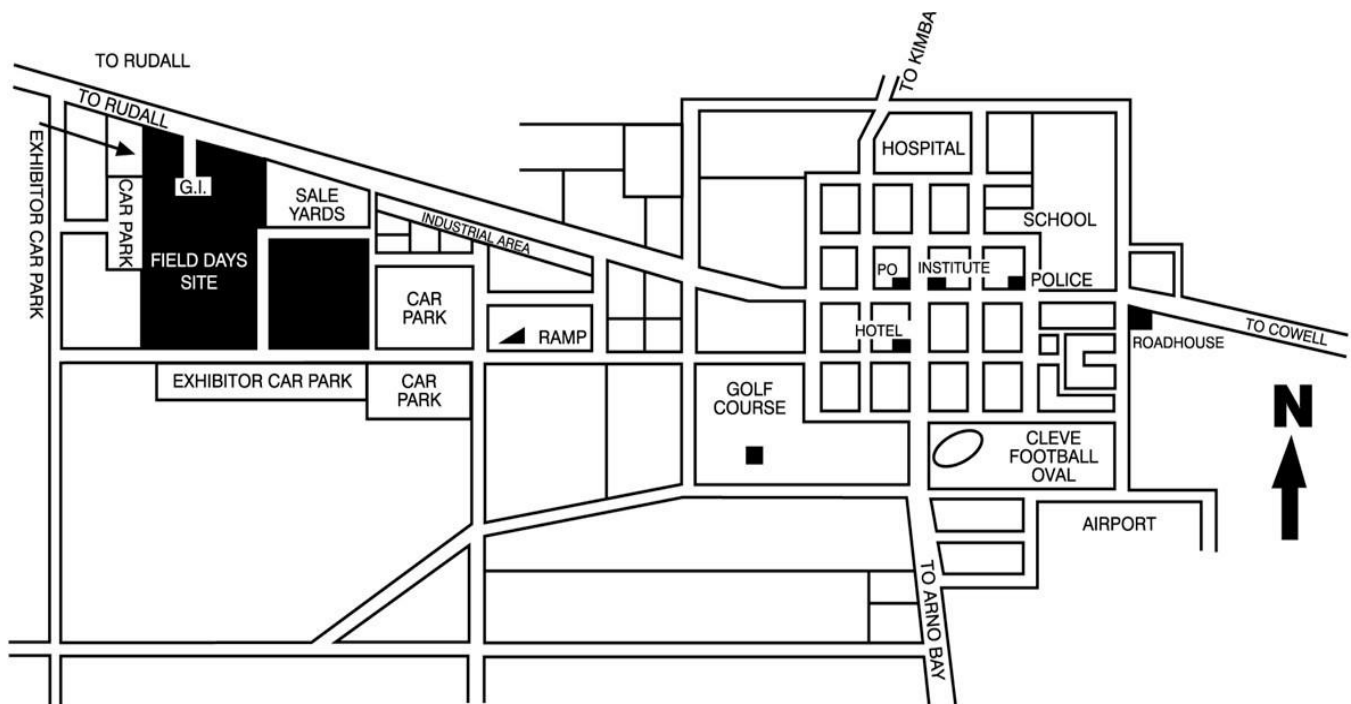 TO RUDALL
TO RUDALL
TO KIMBA
EXHIBITOR CAR PARK
CAR PARK
G.I.
SALE
YARDS
FIELD DAYS
SITE
INDUSTRIAL AREA
CAR
PARK
RAMP
EXHIBITOR CAR PARK
CAR
PARK
HOSPITAL
SCHOOL
PO
INSTITUTE
POLICE
HOTEL
TO COWELL
ROADHOUSE
GOLF
COURSE
CLEVE
FOOTBALL
OVAL
N
AIRPORT
TO ARNO BAY